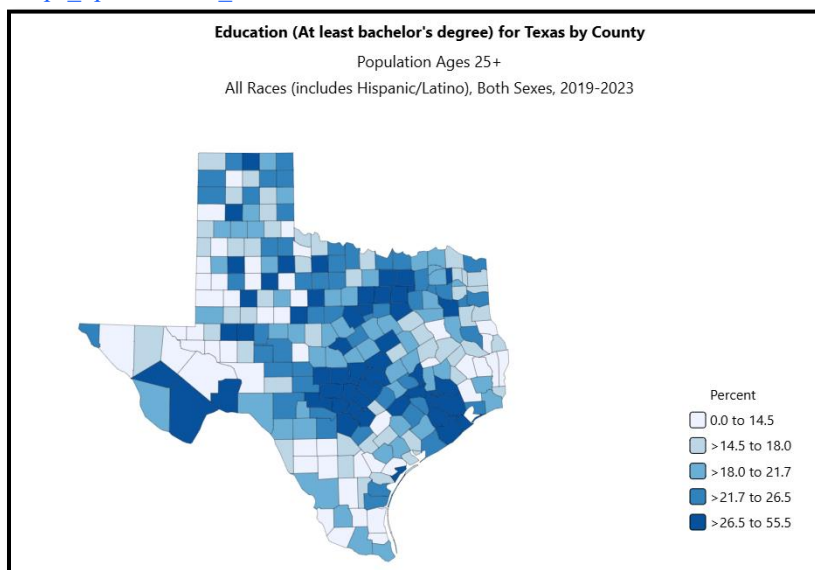 Education (At least bachelor's degree) for Texas by County
Population Ages 25+
All Races (includes Hispanic/Latino), Both Sexes, 2019-2023
Percent
0.0 to 14.5
>14.5 to 18.0
>18.0 to 21.7
>21.7 to 26.5
>26.5 to 55.5